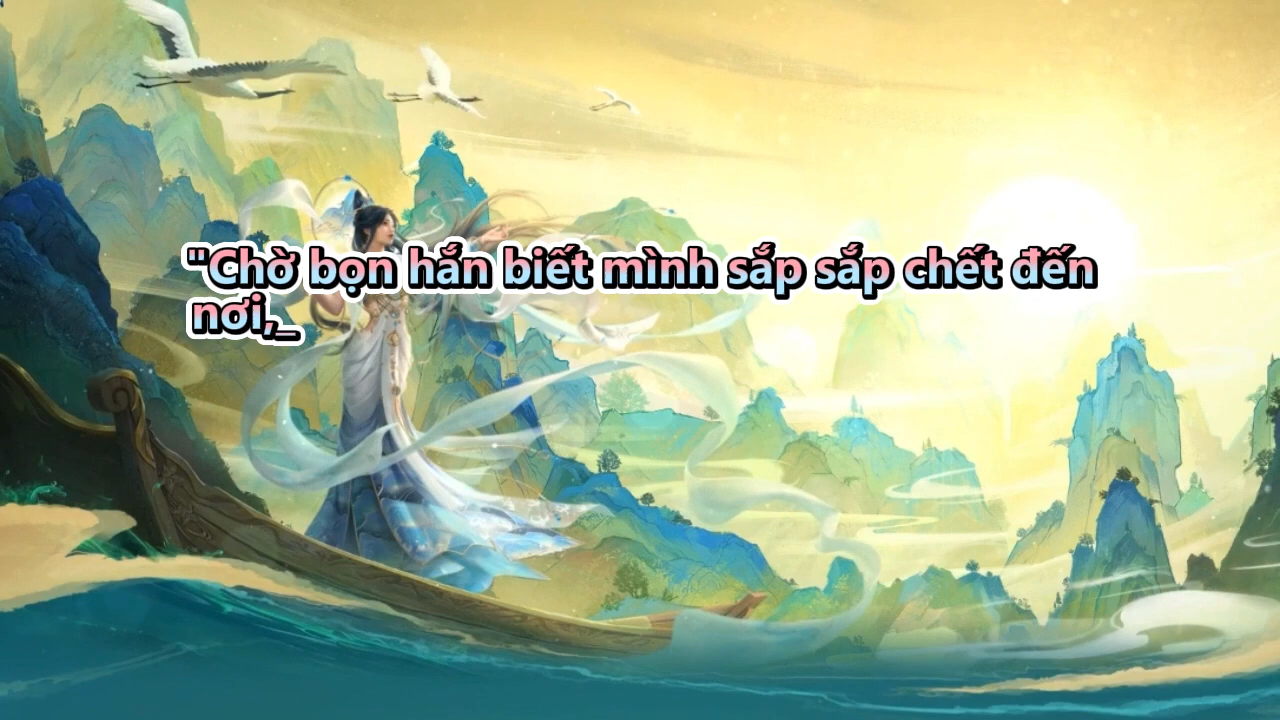 "Chờ bọn hắn biết mình sắp sắp chết đến
nơi,_